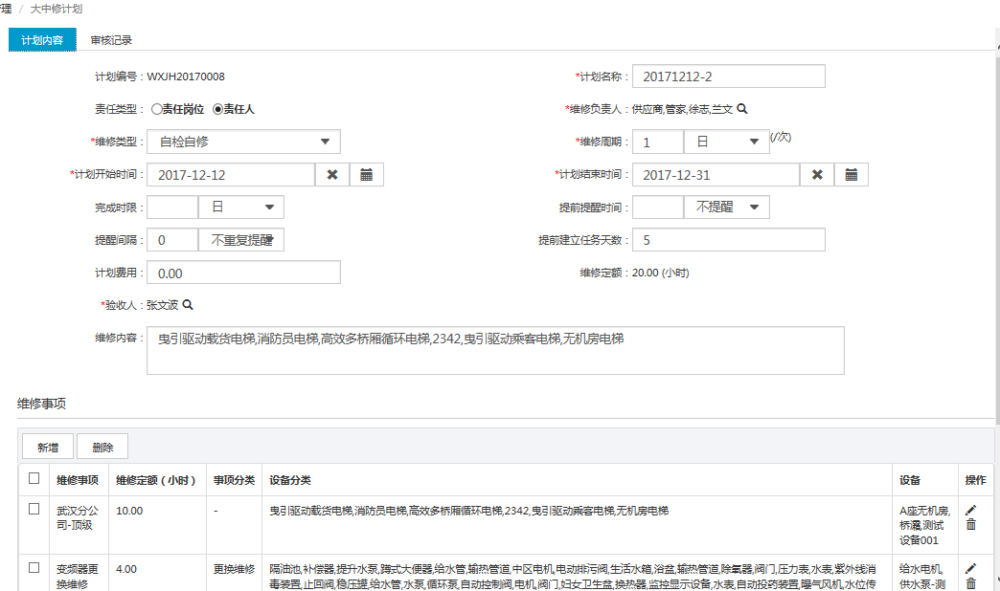 理 / 大中修计划
计划内容 审核记录
计划编号：WXJH20170008 *计划名称：20171212-2
责任类型：责任岗位 责任人 *维修负责人：供应商,管家,徐志,兰文
*维修类型：自检自修 *维修周期：1 日 (/次)
*计划开始时间：2017-12-12 *计划结束时间：2017-12-31
完成时限：日 提前提醒时间：不提醒
提醒间隔：0 不重复提醒 提前建立任务天数：5
计划费用：0.00 维修定额：20.00 (小时)
*验收人：张文波
维修内容：曳引驱动载货电梯,消防员电梯,高效多桥厢循环电梯,2342,曳引驱动乘客电梯,无机房电梯
维修事项
新增 删除
维修事项 维修定额（小时） 事项分类 设备分类 设备 操作
武汉分公 10.00 - 曳引驱动载货电梯,消防员电梯,高效多桥厢循环电梯,2342,曳引驱动乘客电梯,无机房电梯 A座无机房,
司-顶级 测试
设备001
变频器更 4.00 更换维修 隔油池,补偿器,提升水泵,蹲式大便器,给水管,输热管道,中区电机,电动排污阀,生活水箱,浴盆,输热管道,除氧器,阀门,压力表,水表,紫外线消 给水电机,
换维修 毒装置,止回阀,稳压罐,给水管,水泵,循环泵,自动控制阀,电机,阀门,妇女卫生盆,换热器,监控显示设备,水表,自动投药装置,曝气风机,水位传 供水泵-测